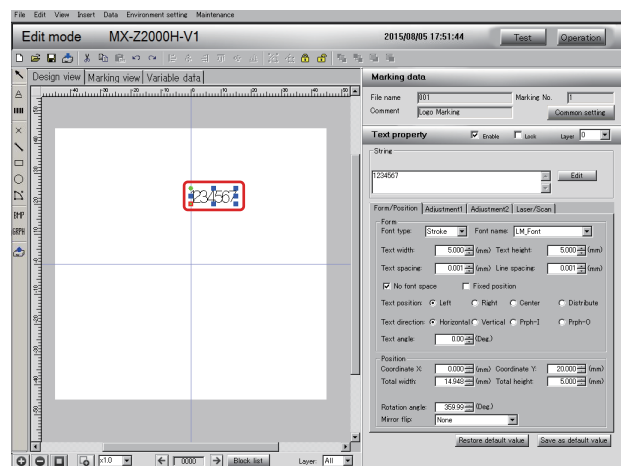 File Edit View Insert Data Environment setting Maintenance
Edit mode MX-Z2000H-V1 2015/08/05 17:51:44 Test Operation
Design view Marking view Variable data
Marking data
File name 001 Marking No. 1
Comment Logo Marking Common setting
Text property Enable Lock Layer 0
String
1234567 Edit
Form/Position Adjustment1 Adjustment2 Laser/Scan
Form
Font type: Stroke Font name: LM_Font
Text width: 5.000 (mm) Text height: 5.000 (mm)
Text spacing: 0.001 (mm) Line spacing: 0.001 (mm)
No font space Fixed position
Text position: Left Right Center Distribute
Text direction: Horizontal Vertical Prph-I Prph-O
Text angle: 0.00 (Deg.)
Position
Coordinate X: 0.000 (mm) Coordinate Y: 20.000 (mm)
Total width: 14.948 (mm) Total height: 5.000 (mm)
Rotation angle: 359.99 (Deg.)
Mirror flip: None
Restore default value Save as default value
1234567
BMP
GRPH
x1.0 0000 Block list Layer: All